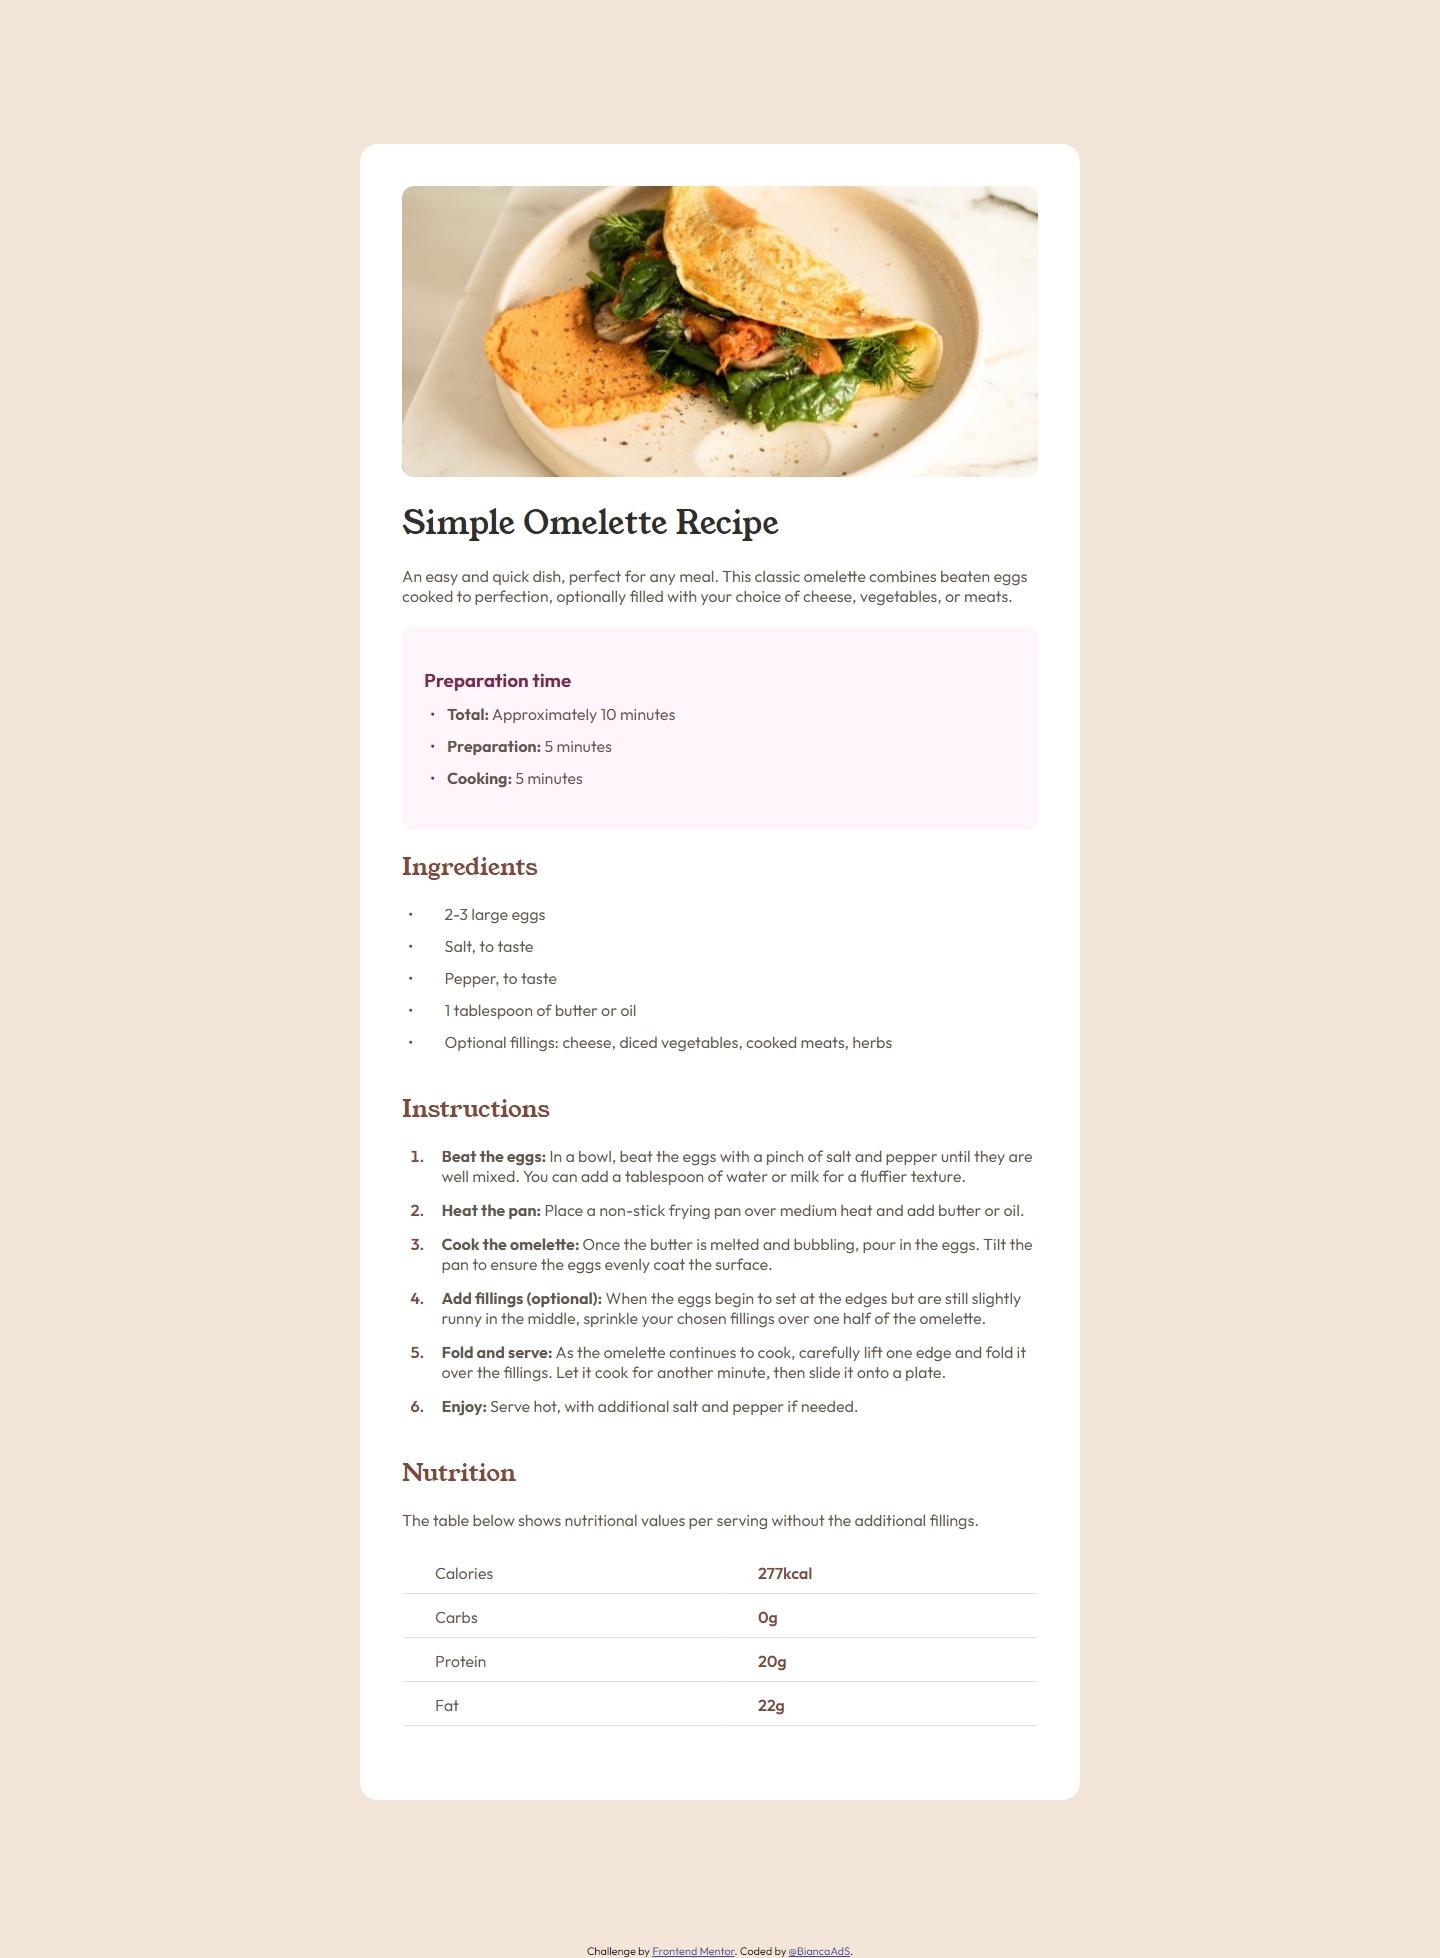 Simple Omelette Recipe
An easy and quick dish, perfect for any meal. This classic omelette combines beaten eggs
cooked to perfection, optionally filled with your choice of cheese, vegetables, or meats.
Preparation time
• Total: Approximately 10 minutes
• Preparation: 5 minutes
• Cooking: 5 minutes
Ingredients
• 2-3 large eggs
• Salt, to taste
• Pepper, to taste
• 1 tablespoon of butter or oil
• Optional fillings: cheese, diced vegetables, cooked meats, herbs
Instructions
1. Beat the eggs: In a bowl, beat the eggs with a pinch of salt and pepper until they are
well mixed. You can add a tablespoon of water or milk for a fluffier texture.
2. Heat the pan: Place a non-stick frying pan over medium heat and add butter or oil.
3. Cook the omelette: Once the butter is melted and bubbling, pour in the eggs. Tilt the
pan to ensure the eggs evenly coat the surface.
4. Add fillings (optional): When the eggs begin to set at the edges but are still slightly
runny in the middle, sprinkle your chosen fillings over one half of the omelette.
5. Fold and serve: As the omelette continues to cook, carefully lift one edge and fold it
over the fillings. Let it cook for another minute, then slide it onto a plate.
6. Enjoy: Serve hot, with additional salt and pepper if needed.
Nutrition
The table below shows nutritional values per serving without the additional fillings.
Calories 277kcal
Carbs 0g
Protein 20g
Fat 22g
Challenge by Frontend Mentor. Coded by @BiancaAdS.